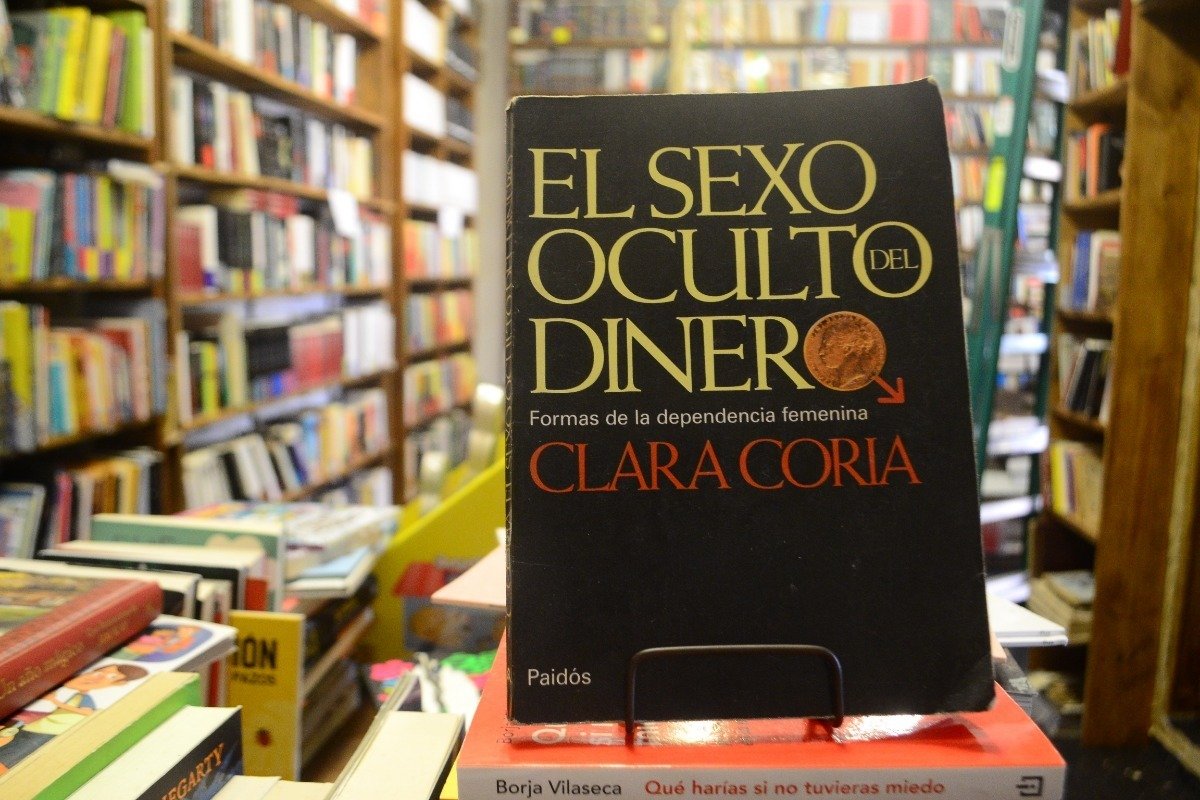 EL SEXO
OCULTO DEL
DINERO
Formas de la dependencia femenina
CLARA CORIA
Paidós
Borja Vilaseca Qué harías si no tuvieras miedo
EGARTY